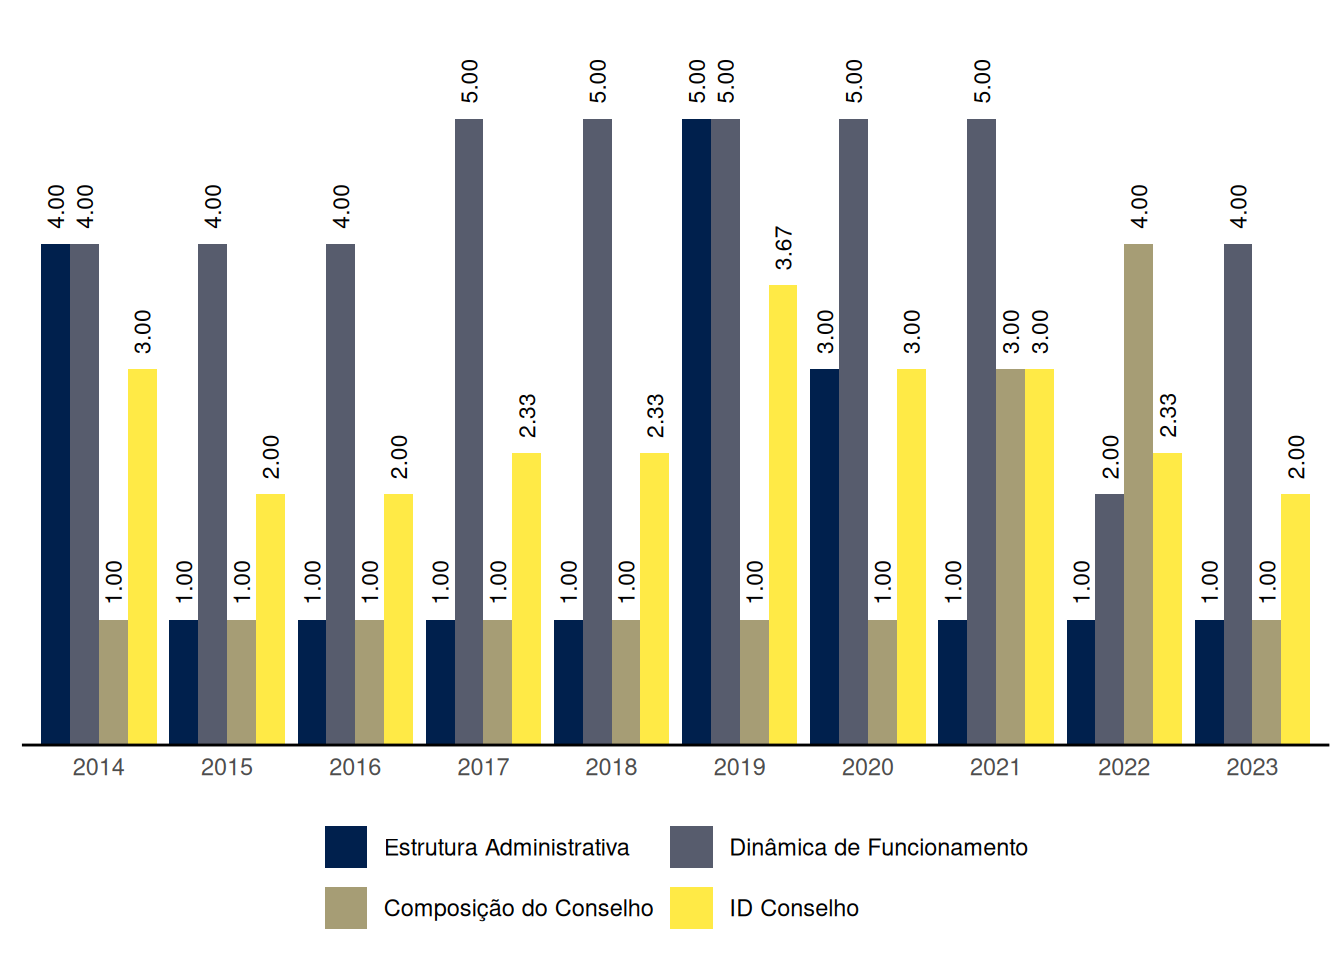 5.00 5.00 5.00 5.00 5.00 5.00
4.00 4.00 4.00 4.00 4.00 4.00
3.67
3.00 3.00 3.00 3.00 3.00
2.33 2.33 2.00 2.33
2.00 2.00 2.00
1.00 1.00 1.00 1.00 1.00 1.00 1.00 1.00 1.00 1.00 1.00 1.00 1.00 1.00 1.00
2014 2015 2016 2017 2018 2019 2020 2021 2022 2023
Estrutura Administrativa Dinâmica de Funcionamento
Composição do Conselho ID Conselho